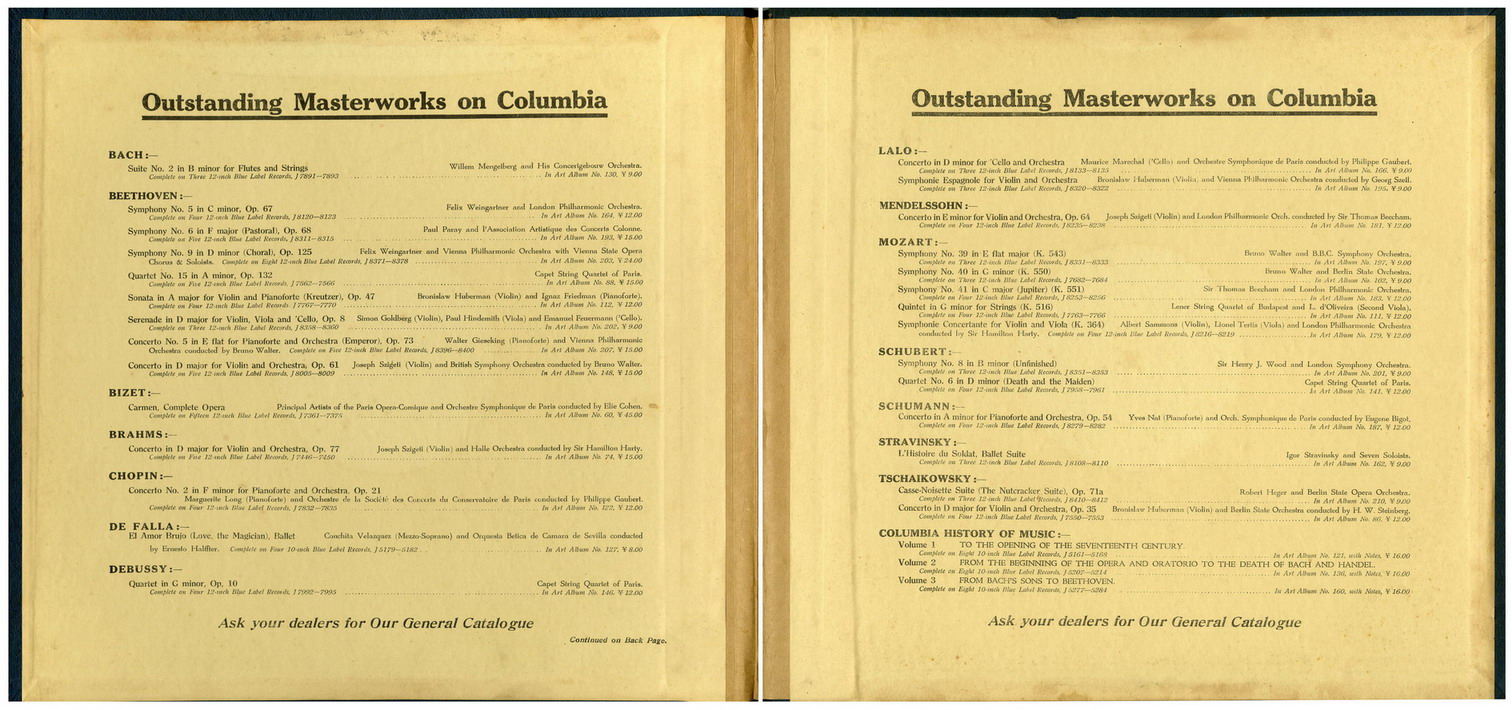 Outstanding Masterworks on Columbia
BACH:—
Suite No. 2 in B minor for Flutes and Strings Willem Mengelberg and His Concertgebouw Orchestra.
Complete on Three 12-inch Blue Label Records, J7891—7893 In Art Album No. 130, ¥ 9.00
BEETHOVEN:—
Symphony No. 5 in C minor, Op. 67 Felix Weingartner and London Philharmonic Orchestra.
Complete on Four 12-inch Blue Label Records, J8120—8123 In Art Album No. 164, ¥ 12.00
Symphony No. 6 in F major (Pastoral), Op. 68 Paul Paray and l'Association Artistique des Concerts Colonne.
Complete on Five 12-inch Blue Label Records, J8311—8315 In Art Album No. 193, ¥ 15.00
Symphony No. 9 in D minor (Choral), Op. 125 Felix Weingartner and Vienna Philharmonic Orchestra with Vienna State Opera
Chorus & Soloists. Complete on Eight 12-inch Blue Label Records, J8371—8378 In Art Album No. 203, ¥ 24.00
Quartet No. 15 in A minor, Op. 132 Capet String Quartet of Paris.
Complete on Five 12-inch Blue Label Records, J7562—7566 In Art Album No. 88, ¥ 15.00
Sonata in A major for Violin and Pianoforte (Kreutzer), Op. 47 Bronislaw Huberman (Violin) and Ignaz Friedman (Pianoforte).
Complete on Four 12-inch Blue Label Records, J7767—7770 In Art Album No. 112, ¥ 12.00
Serenade in D major for Violin, Viola and 'Cello, Op. 8 Simon Goldberg (Violin), Paul Hindemith (Viola) and Emanuel Feuermann ('Cello).
Complete on Three 12-inch Blue Label Records, J8358—8360 In Art Album No. 202, ¥ 9.00
Concerto No. 5 in E flat for Pianoforte and Orchestra (Emperor), Op. 73 Walter Gieseking (Pianoforte) and Vienna Philharmonic
Orchestra conducted by Bruno Walter. Complete on Five 12-inch Blue Label Records, J8396—8400 In Art Album No. 207, ¥ 15.00
Concerto in D major for Violin and Orchestra, Op. 61 Joseph Szigeti (Violin) and British Symphony Orchestra conducted by Bruno Walter.
Complete on Five 12-inch Blue Label Records, J8005—8009 In Art Album No. 148, ¥ 15.00
BIZET:—
Carmen, Complete Opera Principal Artists of the Paris Opera-Comique and Orchestre Symphonique de Paris conducted by Elie Cohen.
Complete on Fifteen 12-inch Blue Label Records, J7361—7375 In Art Album No. 60, ¥ 45.00
BRAHMS:—
Concerto in D major for Violin and Orchestra, Op. 77 Joseph Szigeti (Violin) and Halle Orchestra conducted by Sir Hamilton Harty.
Complete on Five 12-inch Blue Label Records, J7446—7450 In Art Album No. 74, ¥ 15.00
CHOPIN:—
Concerto No. 2 in F minor for Pianoforte and Orchestra, Op. 21
Marguerite Long (Pianoforte) and Orchestre de la Société des Concerts du Conservatoire de Paris conducted by Philippe Gaubert.
Complete on Four 12-inch Blue Label Records, J7832—7835 In Art Album No. 122, ¥ 12.00
DE FALLA:—
El Amor Brujo (Love, the Magician), Ballet Conchita Velazquez (Mezzo-Soprano) and Orquesta Betica de Camara de Sevilla conducted
by Ernesto Halffter. Complete on Four 10-inch Blue Label Records, J5179—5182 In Art Album No. 127, ¥ 8.00
DEBUSSY:—
Quartet in G minor, Op. 10 Capet String Quartet of Paris.
Complete on Four 12-inch Blue Label Records, J7992—7995 In Art Album No. 146, ¥ 12.00
Ask your dealers for Our General Catalogue
Continued on Back Page.
Outstanding Masterworks on Columbia
LALO:—
Concerto in D minor for 'Cello and Orchestra Maurice Marechal ('Cello) and Orchestre Symphonique de Paris conducted by Philippe Gaubert.
Complete on Three 12-inch Blue Label Records, J8133—8135 In Art Album No. 166, ¥ 9.00
Symphonie Espagnole for Violin and Orchestra Bronislaw Huberman (Violin) and Vienna Philharmonic Orchestra conducted by Georg Szell.
Complete on Three 12-inch Blue Label Records, J8320—8322 In Art Album No. 195, ¥ 9.00
MENDELSSOHN:—
Concerto in E minor for Violin and Orchestra, Op. 64 Joseph Szigeti (Violin) and London Philharmonic Orch. conducted by Sir Thomas Beecham.
Complete on Four 12-inch Blue Label Records, J8235—8238 In Art Album No. 181, ¥ 12.00
MOZART:—
Symphony No. 39 in E flat major (K. 543) Bruno Walter and B.B.C. Symphony Orchestra.
Complete on Three 12-inch Blue Label Records, J8331—8333 In Art Album No. 197, ¥ 9.00
Symphony No. 40 in G minor (K. 550) Bruno Walter and Berlin State Orchestra.
Complete on Three 12-inch Blue Label Records, J7682—7684 In Art Album No. 102, ¥ 9.00
Symphony No. 41 in C major (Jupiter) (K. 551) Sir Thomas Beecham and London Philharmonic Orchestra.
Complete on Four 12-inch Blue Label Records, J8253—8256 In Art Album No. 183, ¥ 12.00
Quintet in G minor for Strings (K. 516) Lener String Quartet of Budapest and L. d'Oliveira (Second Viola).
Complete on Four 12-inch Blue Label Records, J7763—7766 In Art Album No. 111, ¥ 12.00
Symphonie Concertante for Violin and Viola (K. 364) Albert Sammons (Violin), Lionel Tertis (Viola) and London Philharmonic Orchestra
conducted by Sir Hamilton Harty. Complete on Four 12-inch Blue Label Records, J8216—8219 In Art Album No. 179, ¥ 12.00
SCHUBERT:—
Symphony No. 8 in B minor (Unfinished) Sir Henry J. Wood and London Symphony Orchestra.
Complete on Three 12-inch Blue Label Records, J8351—8353 In Art Album No. 201, ¥ 9.00
Quartet No. 6 in D minor (Death and the Maiden) Capet String Quartet of Paris.
Complete on Four 12-inch Blue Label Records, J7958—7961 In Art Album No. 141, ¥ 12.00
SCHUMANN:—
Concerto in A minor for Pianoforte and Orchestra, Op. 54 Yves Nat (Pianoforte) and Orch. Symphonique de Paris conducted by Eugene Bigot.
Complete on Four 12-inch Blue Label Records, J8279—8282 In Art Album No. 187, ¥ 12.00
STRAVINSKY:—
L'Histoire du Soldat, Ballet Suite Igor Stravinsky and Seven Soloists.
Complete on Three 12-inch Blue Label Records, J8108—8110 In Art Album No. 162, ¥ 9.00
TSCHAIKOWSKY:—
Casse-Noisette Suite (The Nutcracker Suite), Op. 71a Robert Heger and Berlin State Opera Orchestra.
Complete on Three 12-inch Blue Label Records, J8410—8412 In Art Album No. 210, ¥ 9.00
Concerto in D major for Violin and Orchestra, Op. 35 Bronislaw Huberman (Violin) and Berlin State Orchestra conducted by H. W. Steinberg.
Complete on Four 12-inch Blue Label Records, J7550—7553 In Art Album No. 86, ¥ 12.00
COLUMBIA HISTORY OF MUSIC:—
Volume 1 TO THE OPENING OF THE SEVENTEENTH CENTURY.
Complete on Eight 10-inch Blue Label Records, J5161—5168 In Art Album No. 121, with Notes, ¥ 16.00
Volume 2 FROM THE BEGINNING OF THE OPERA AND ORATORIO TO THE DEATH OF BACH AND HANDEL.
Complete on Eight 10-inch Blue Label Records, J5207—5214 In Art Album No. 136, with Notes, ¥ 16.00
Volume 3 FROM BACH'S SONS TO BEETHOVEN.
Complete on Eight 10-inch Blue Label Records, J5277—5284 In Art Album No. 160, with Notes, ¥ 16.00
Ask your dealers for Our General Catalogue